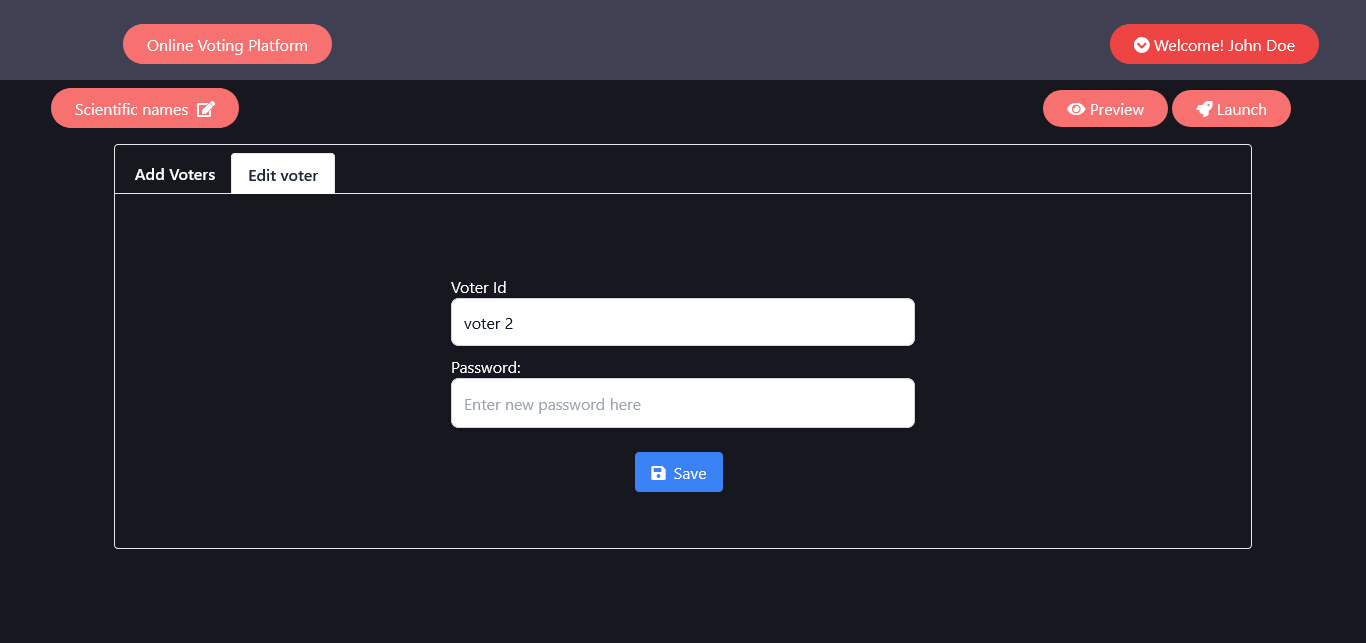 Online Voting Platform
Welcome! John Doe
Scientific names
Preview
Launch
Add Voters
Edit voter
Voter Id
voter 2
Password:
Enter new password here
Save